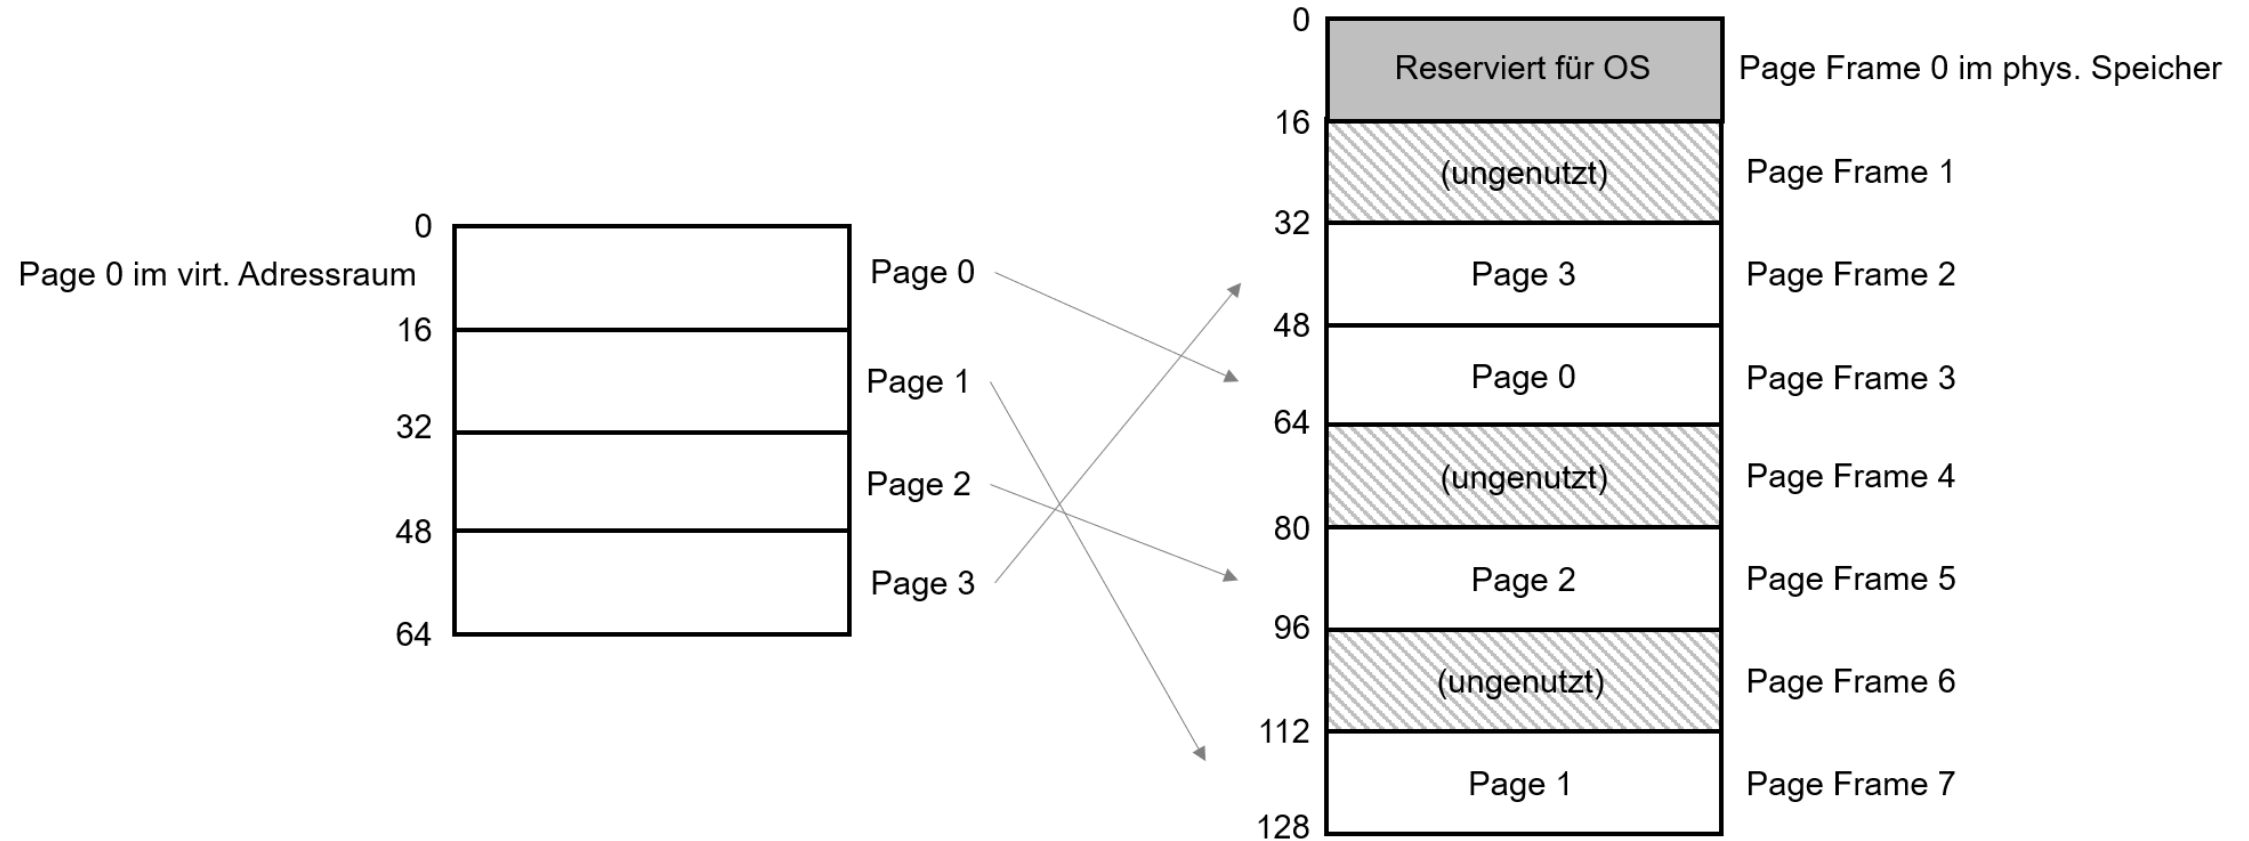 0
Page 0 im virt. Adressraum
Page 0
16
Page 1
32
Page 2
48
Page 3
64
0
Reserviert für OS
Page Frame 0 im phys. Speicher
16
(ungenutzt)
Page Frame 1
32
Page 3
Page Frame 2
48
Page 0
Page Frame 3
64
(ungenutzt)
Page Frame 4
80
Page 2
Page Frame 5
96
(ungenutzt)
Page Frame 6
112
Page 1
Page Frame 7
128